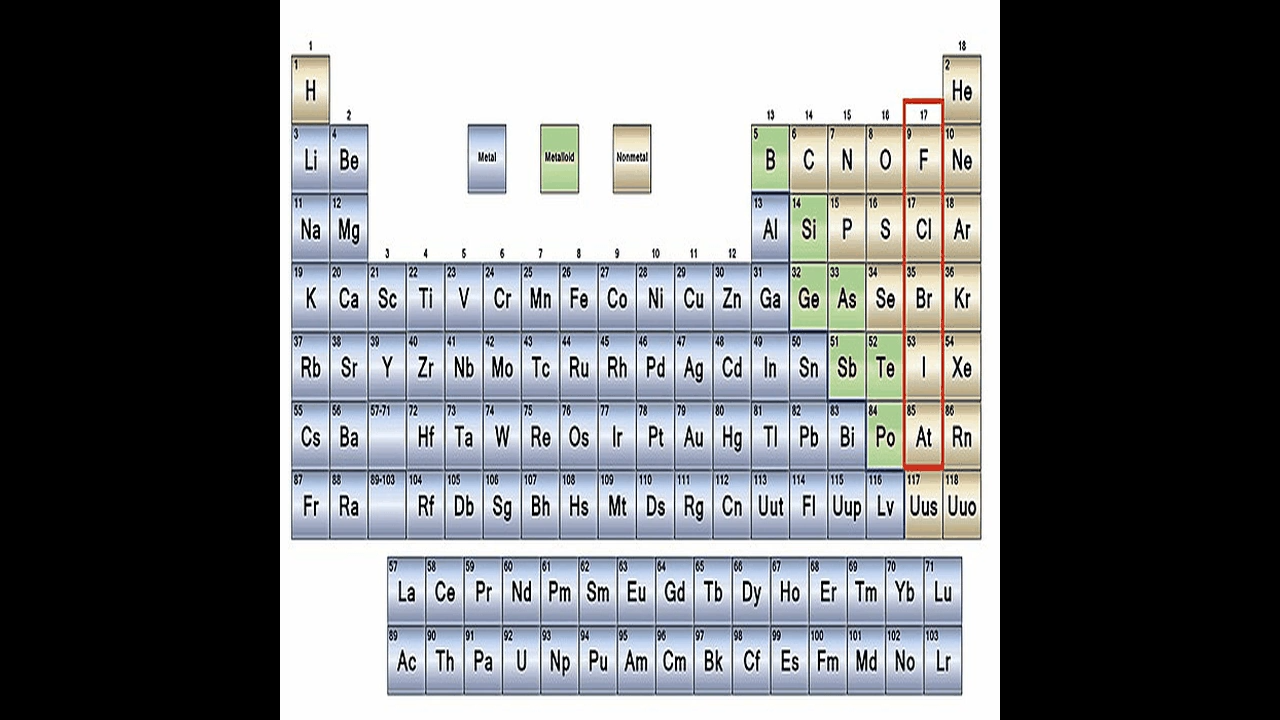 1 18
1 H 2 He
2 13 14 15 16 17
3 Li 4 Be Metal Metalloid Nonmetal 5 B 6 C 7 N 8 O 9 F 10 Ne
11 Na 12 Mg 13 Al 14 Si 15 P 16 S 17 Cl 18 Ar
3 4 5 6 7 8 9 10 11 12
19 K 20 Ca 21 Sc 22 Ti 23 V 24 Cr 25 Mn 26 Fe 27 Co 28 Ni 29 Cu 30 Zn 31 Ga 32 Ge 33 As 34 Se 35 Br 36 Kr
37 Rb 38 Sr 39 Y 40 Zr 41 Nb 42 Mo 43 Tc 44 Ru 45 Rh 46 Pd 47 Ag 48 Cd 49 In 50 Sn 51 Sb 52 Te 53 I 54 Xe
55 Cs 56 Ba 57-71 72 Hf 73 Ta 74 W 75 Re 76 Os 77 Ir 78 Pt 79 Au 80 Hg 81 Tl 82 Pb 83 Bi 84 Po 85 At 86 Rn
87 Fr 88 Ra 89-103 104 Rf 105 Db 106 Sg 107 Bh 108 Hs 109 Mt 110 Ds 111 Rg 112 Cn 113 Uut 114 Fl 115 Uup 116 Lv 117 Uus 118 Uuo
57 La 58 Ce 59 Pr 60 Nd 61 Pm 62 Sm 63 Eu 64 Gd 65 Tb 66 Dy 67 Ho 68 Er 69 Tm 70 Yb 71 Lu
89 Ac 90 Th 91 Pa 92 U 93 Np 94 Pu 95 Am 96 Cm 97 Bk 98 Cf 99 Es 100 Fm 101 Md 102 No 103 Lr